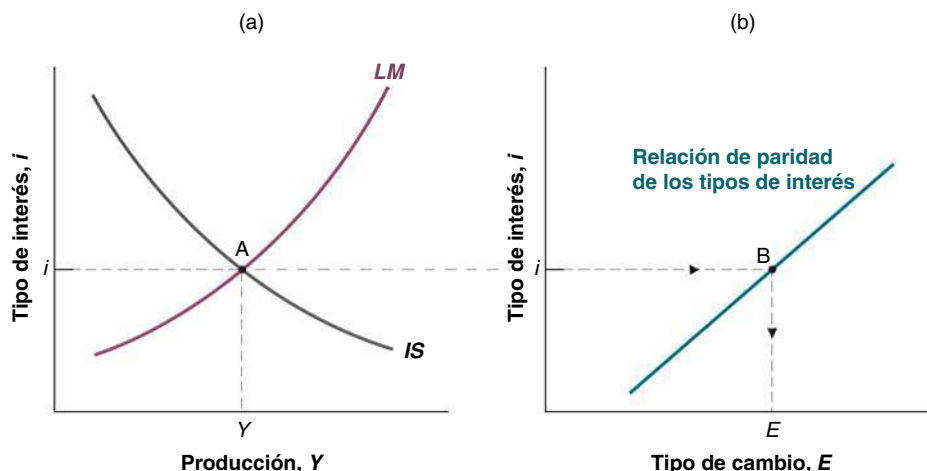 (a)
(b)
LM
Tipo de interés, i
i
A
IS
Y
Producción, Y
Relación de paridad
de los tipos de interés
Tipo de interés, i
i
B
E
Tipo de cambio, E